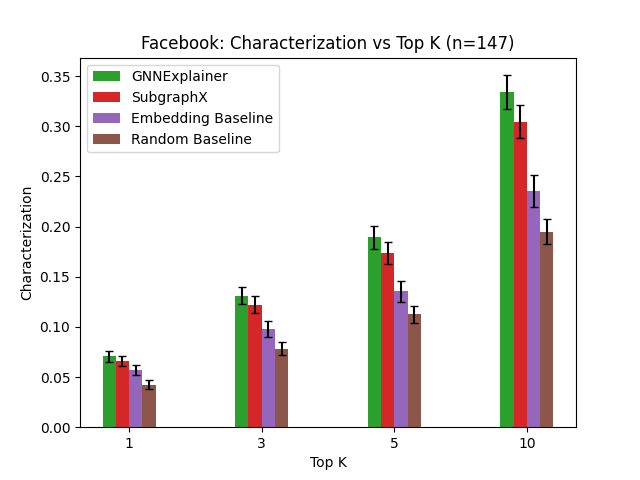 Facebook: Characterization vs Top K (n=147)
GNNExplainer
SubgraphX
Embedding Baseline
Random Baseline
Characterization
0.35
0.30
0.25
0.20
0.15
0.10
0.05
0.00
1 3 5 10
Top K